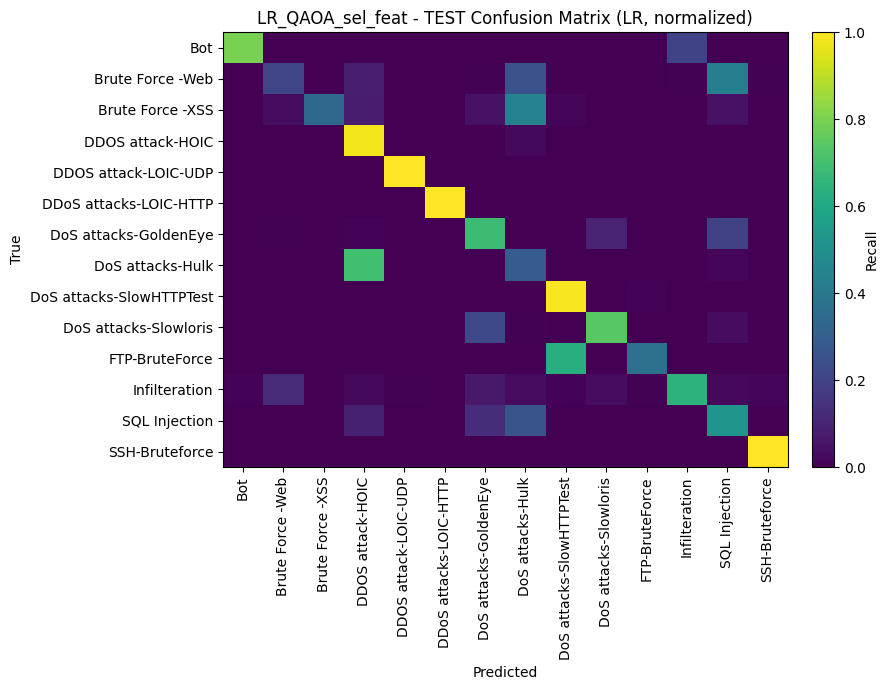 LR_QAOA_sel_feat - TEST Confusion Matrix (LR, normalized)
True
Bot
Brute Force -Web
Brute Force -XSS
DDOS attack-HOIC
DDOS attack-LOIC-UDP
DDoS attacks-LOIC-HTTP
DoS attacks-GoldenEye
DoS attacks-Hulk
DoS attacks-SlowHTTPTest
DoS attacks-Slowloris
FTP-BruteForce
Infilteration
SQL Injection
SSH-Bruteforce
Bot
Brute Force -Web
Brute Force -XSS
DDOS attack-HOIC
DDOS attack-LOIC-UDP
DDoS attacks-LOIC-HTTP
DoS attacks-GoldenEye
DoS attacks-Hulk
DoS attacks-SlowHTTPTest
DoS attacks-Slowloris
FTP-BruteForce
Infilteration
SQL Injection
SSH-Bruteforce
Predicted
1.0
0.8
0.6
0.4
0.2
0.0
Recall